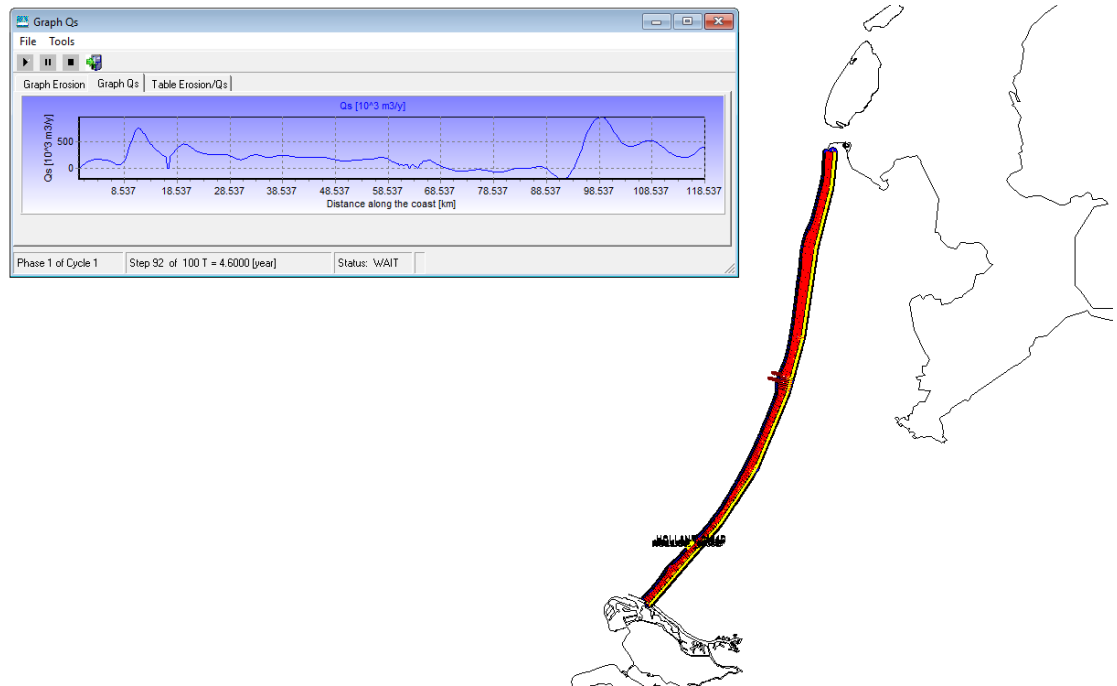 Graph Qs
File Tools
Graph Erosion Graph Qs Table Erosion/Qs
Qs [10^3 m3/y]
Qs [10^3 m3/y]
500
0
8.537 18.537 28.537 38.537 48.537 58.537 68.537 78.537 88.537 98.537 108.537 118.537
Distance along the coast [km]
Phase 1 of Cycle 1 Step 92 of 100 T = 4.6000 [year] Status: WAIT